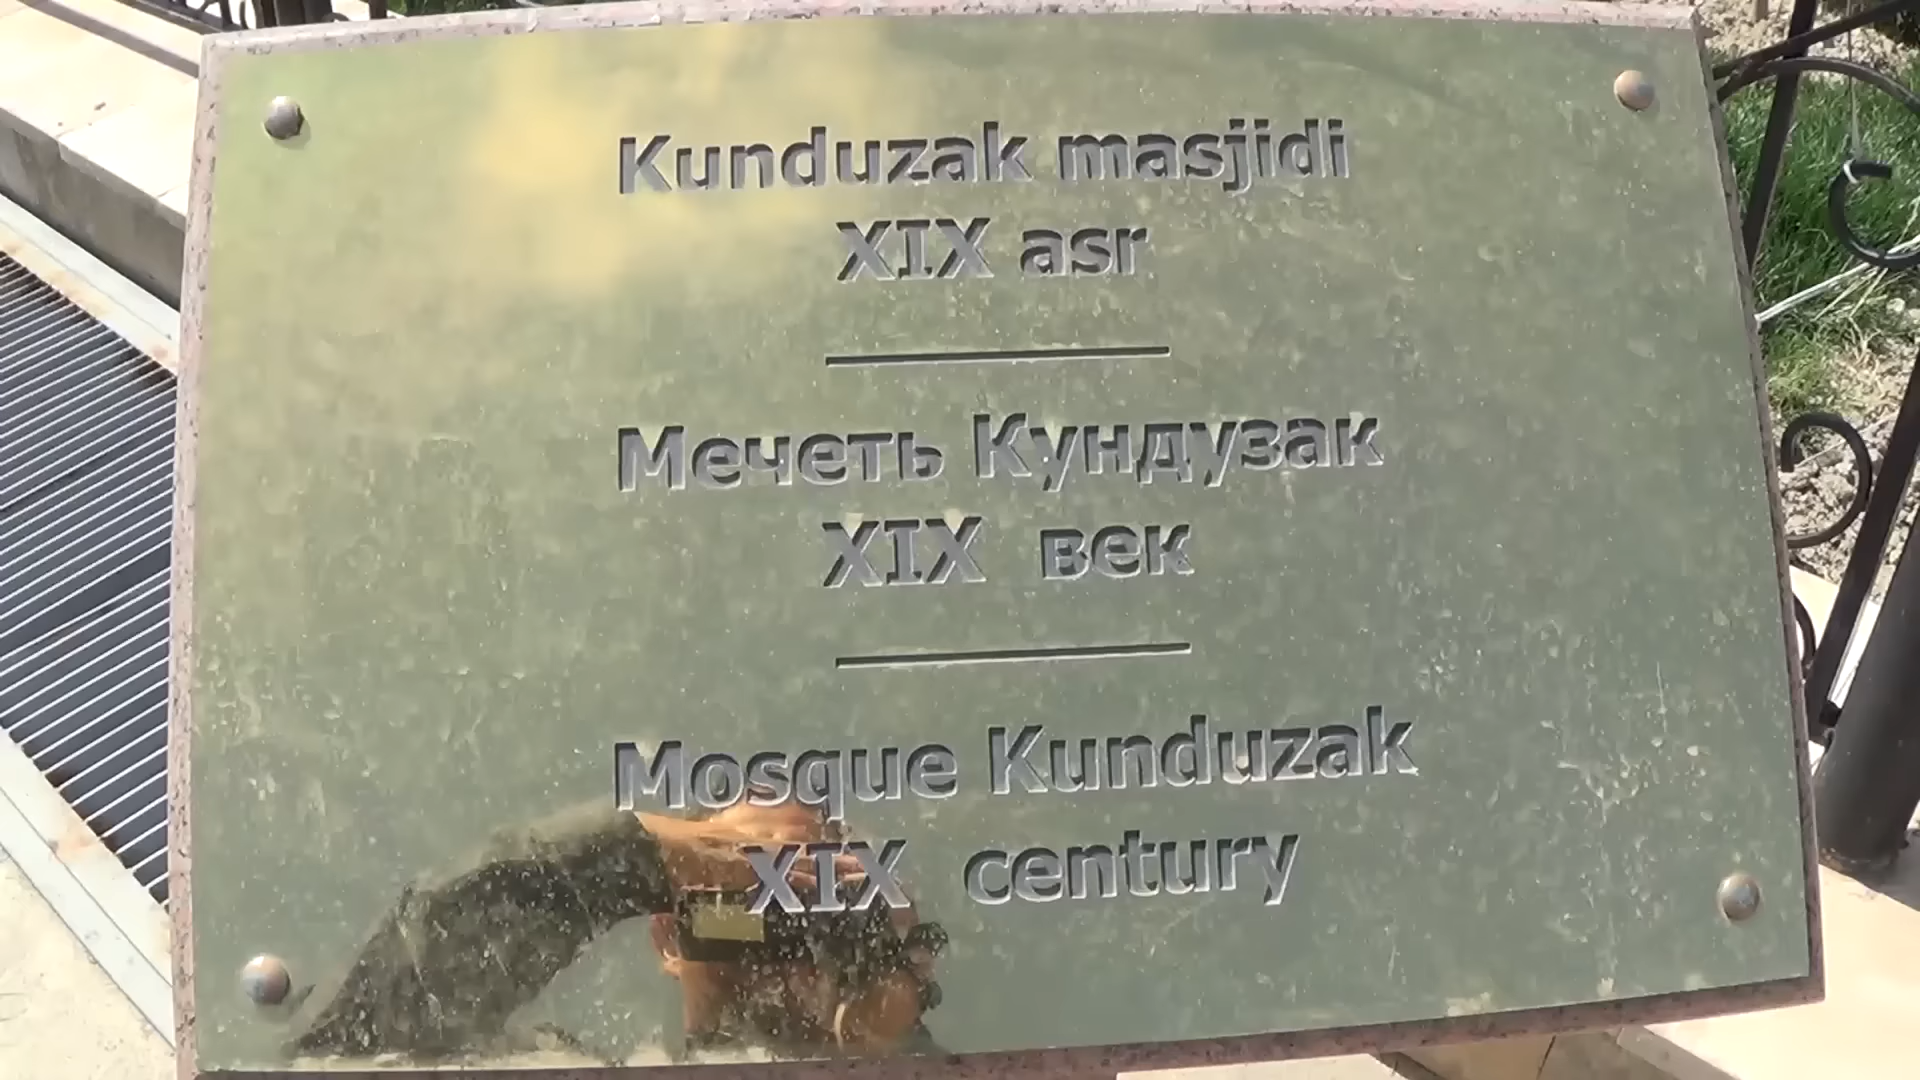 Kunduzak masjidi
XIX asr
Мечеть Кундузак
XIX век
Mosque Kunduzak
XIX century